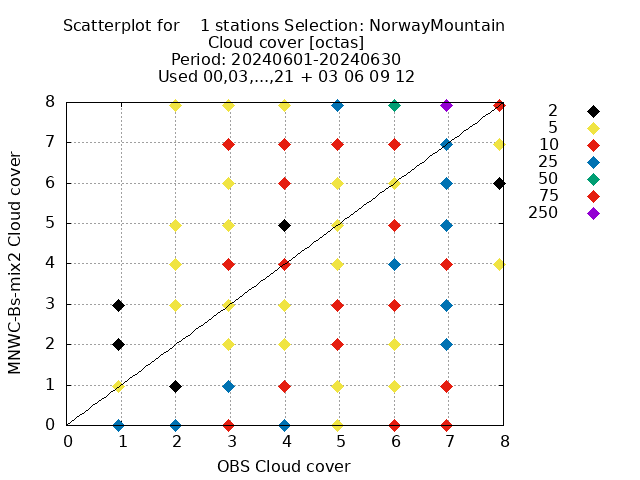 Scatterplot for    1 stations Selection: NorwayMountain
Cloud cover [octas]
Period: 20240601-20240630
Used 00,03,...,21 + 03 06 09 12
8
7
6
5
4
3
2
1
0
MNWC-Bs-mix2 Cloud cover
0 1 2 3 4 5 6 7 8
OBS Cloud cover
2
5
10
25
50
75
250